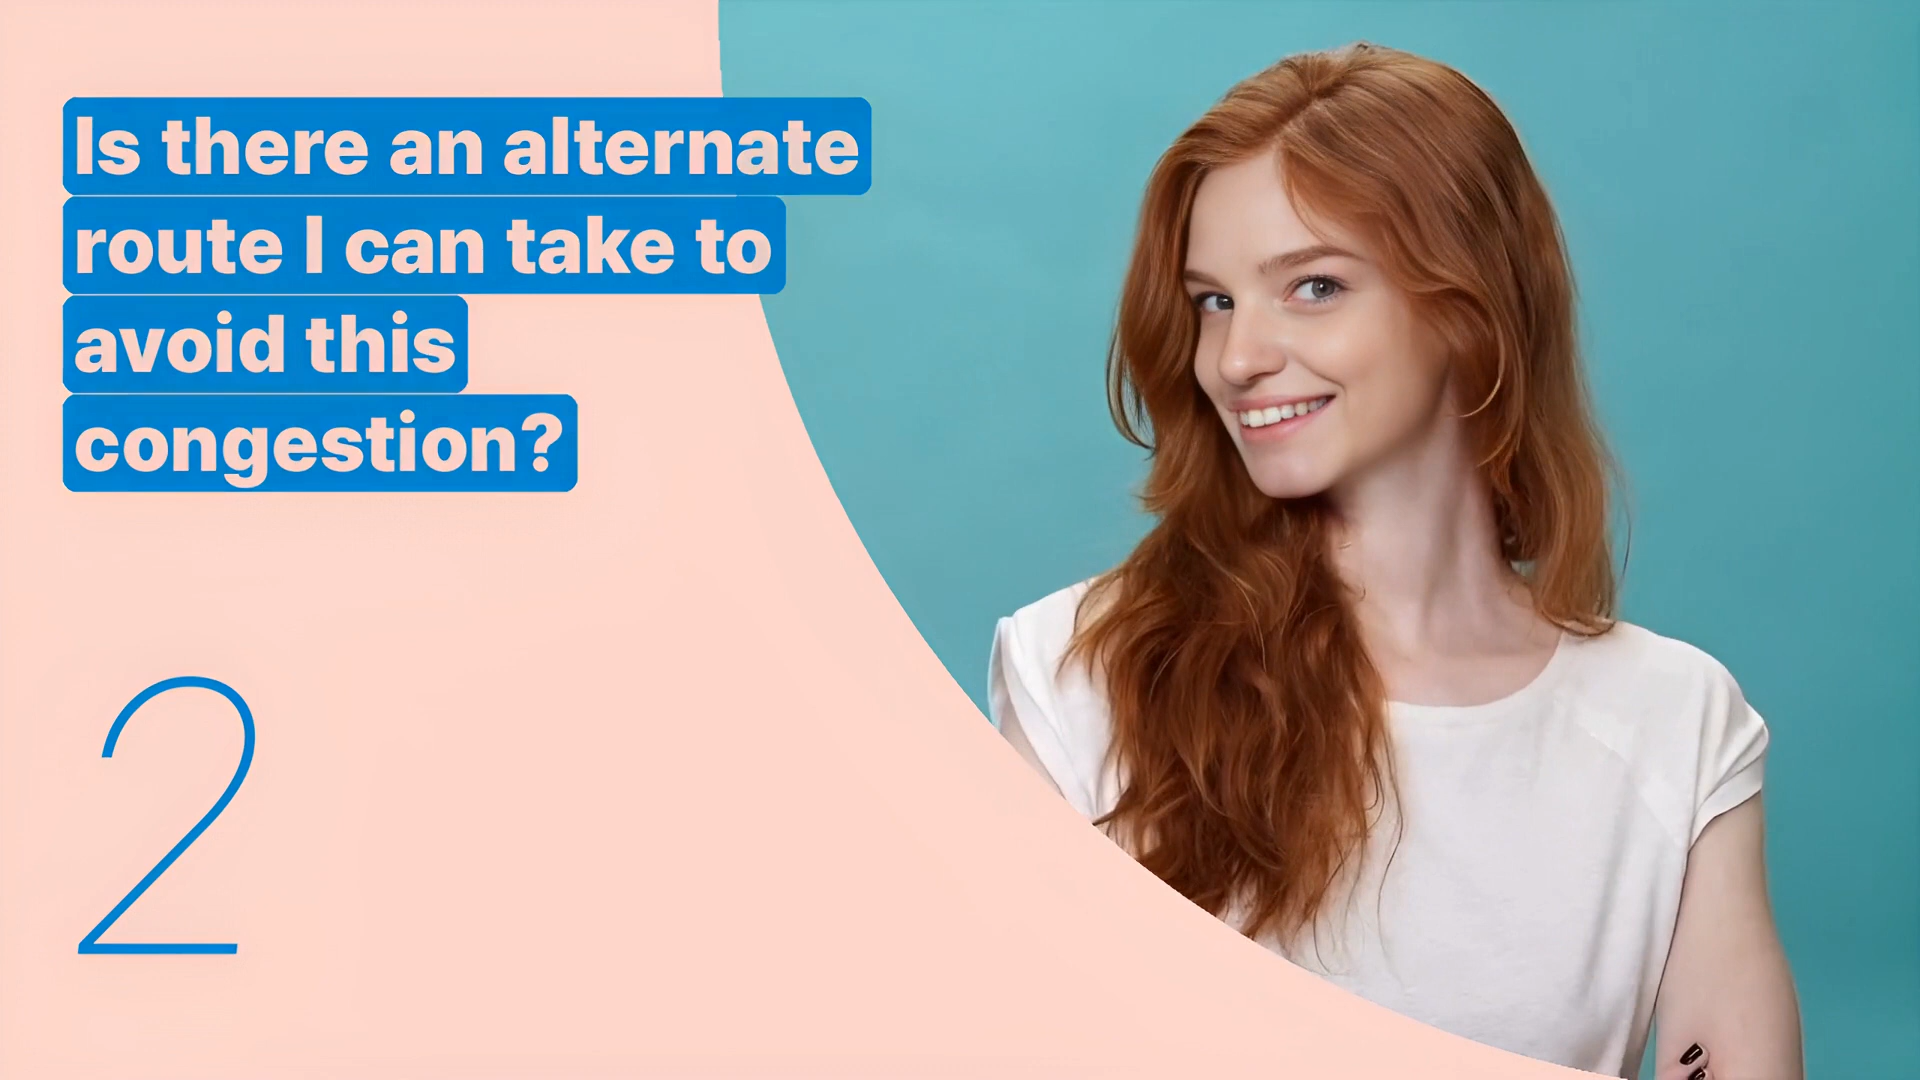 Is there an alternate
route I can take to
avoid this
congestion?
2